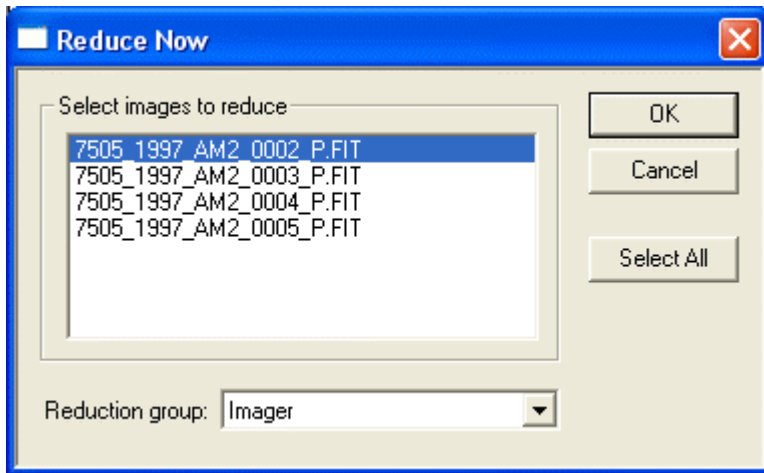 Reduce Now
Select images to reduce
7505_1997_AM2_0002_P.FIT
7505_1997_AM2_0003_P.FIT
7505_1997_AM2_0004_P.FIT
7505_1997_AM2_0005_P.FIT
OK
Cancel
Select All
Reduction group: Imager